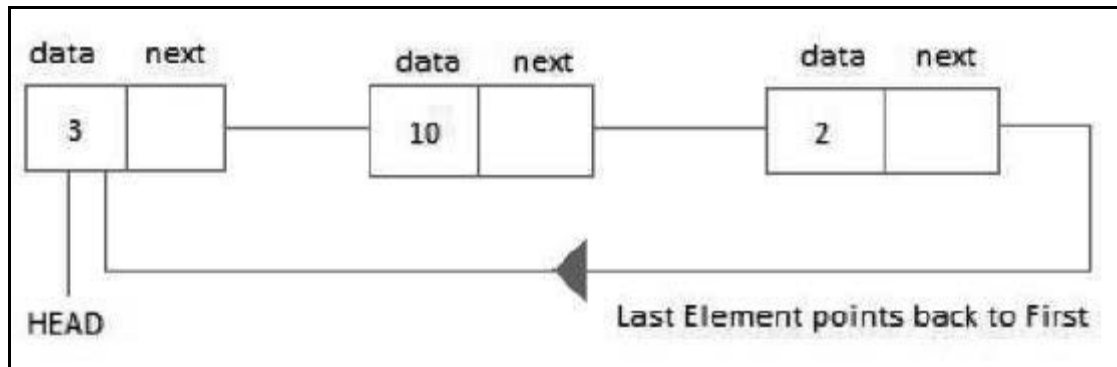 data next
data next
data next
3
10
2
HEAD
Last Element points back to First